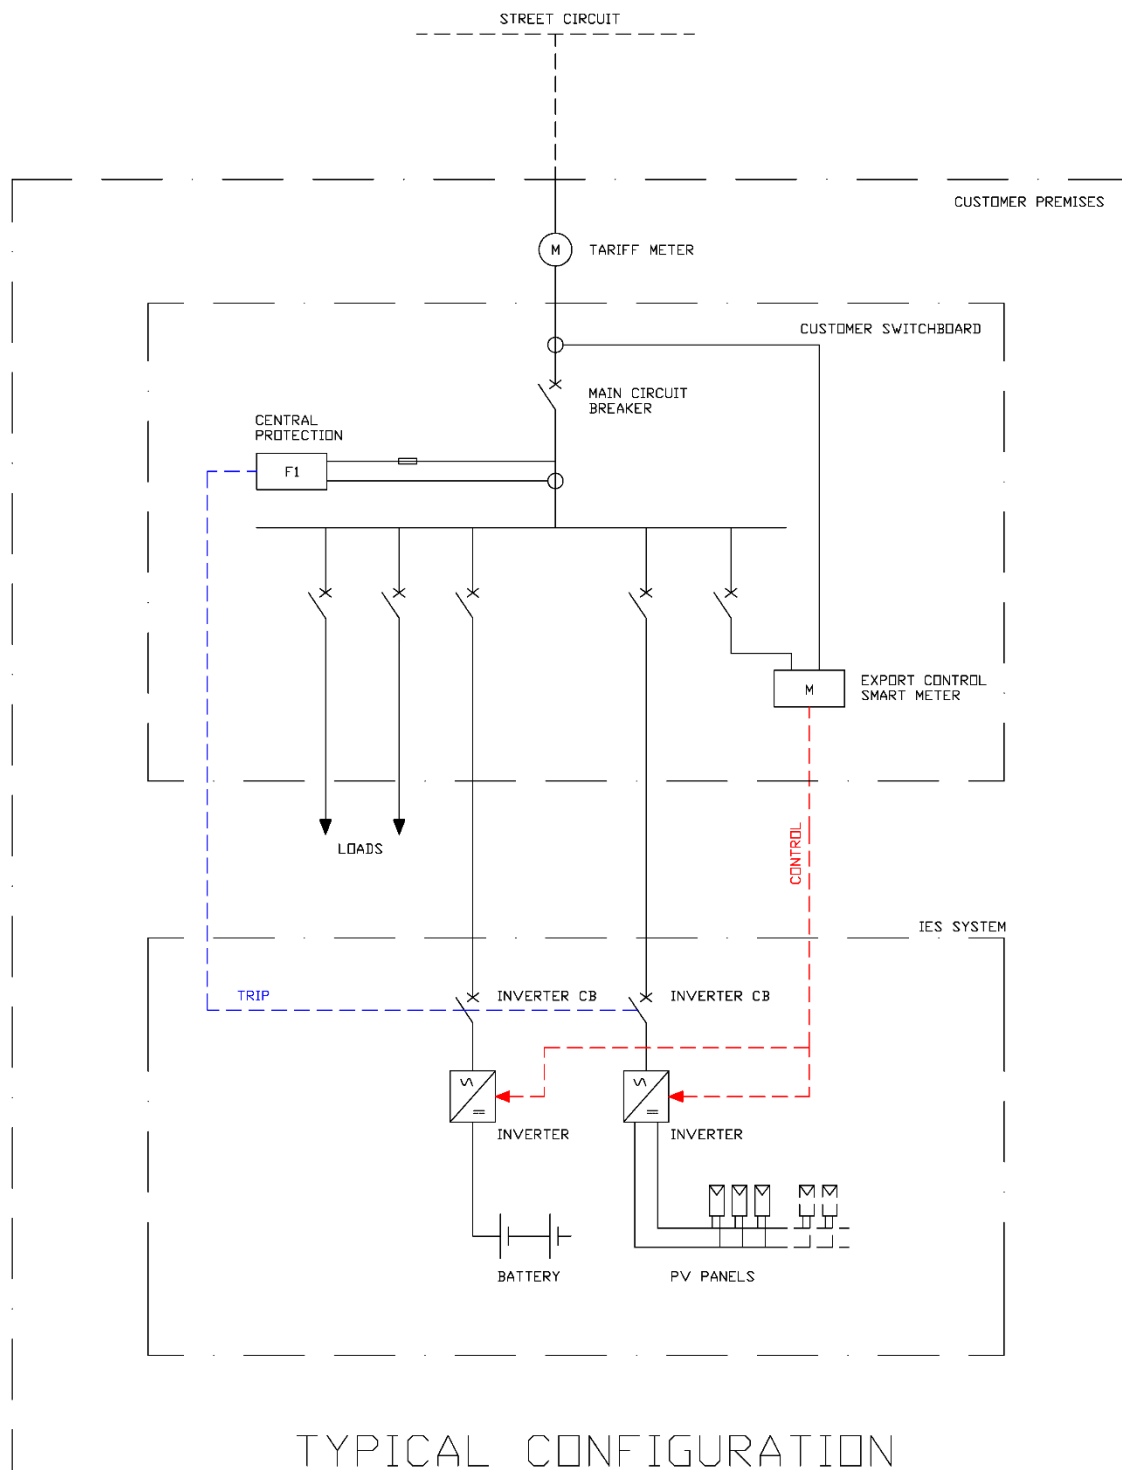 STREET CIRCUIT
CUSTOMER PREMISES
M
TARIFF METER
CUSTOMER SWITCHBOARD
MAIN CIRCUIT
BREAKER
CENTRAL
PROTECTION
F1
M
EXPORT CONTROL
SMART METER
LOADS
CONTROL
IES SYSTEM
TRIP
INVERTER CB
INVERTER CB
INVERTER
INVERTER
BATTERY
PV PANELS
TYPICAL CONFIGURATION